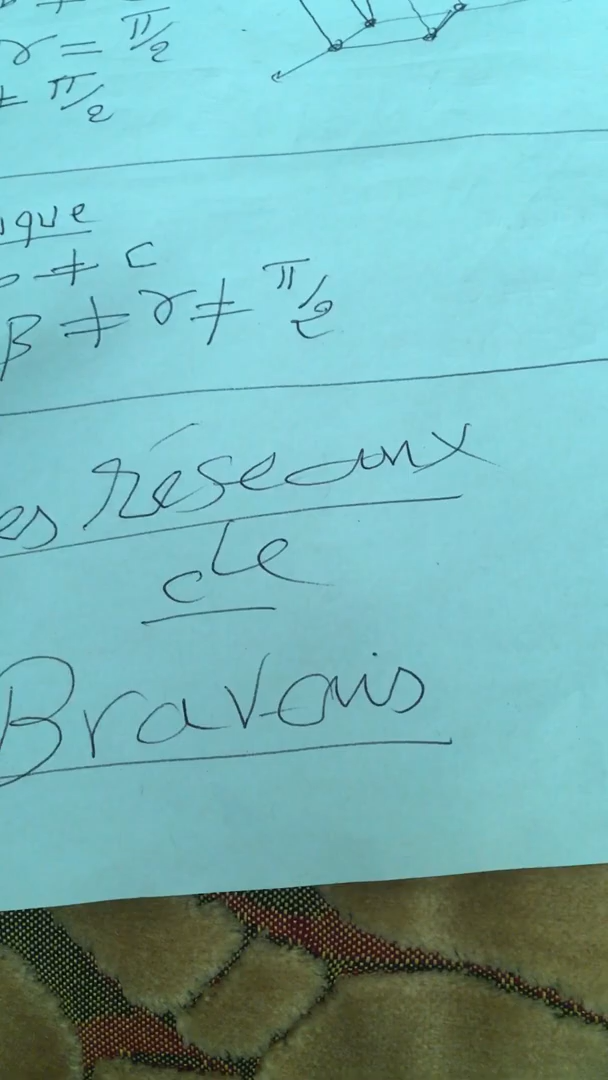 γ = π/2
≠ π/2
ique
≠ c
β ≠ γ ≠ π/2
es réseaux
de
Bravais